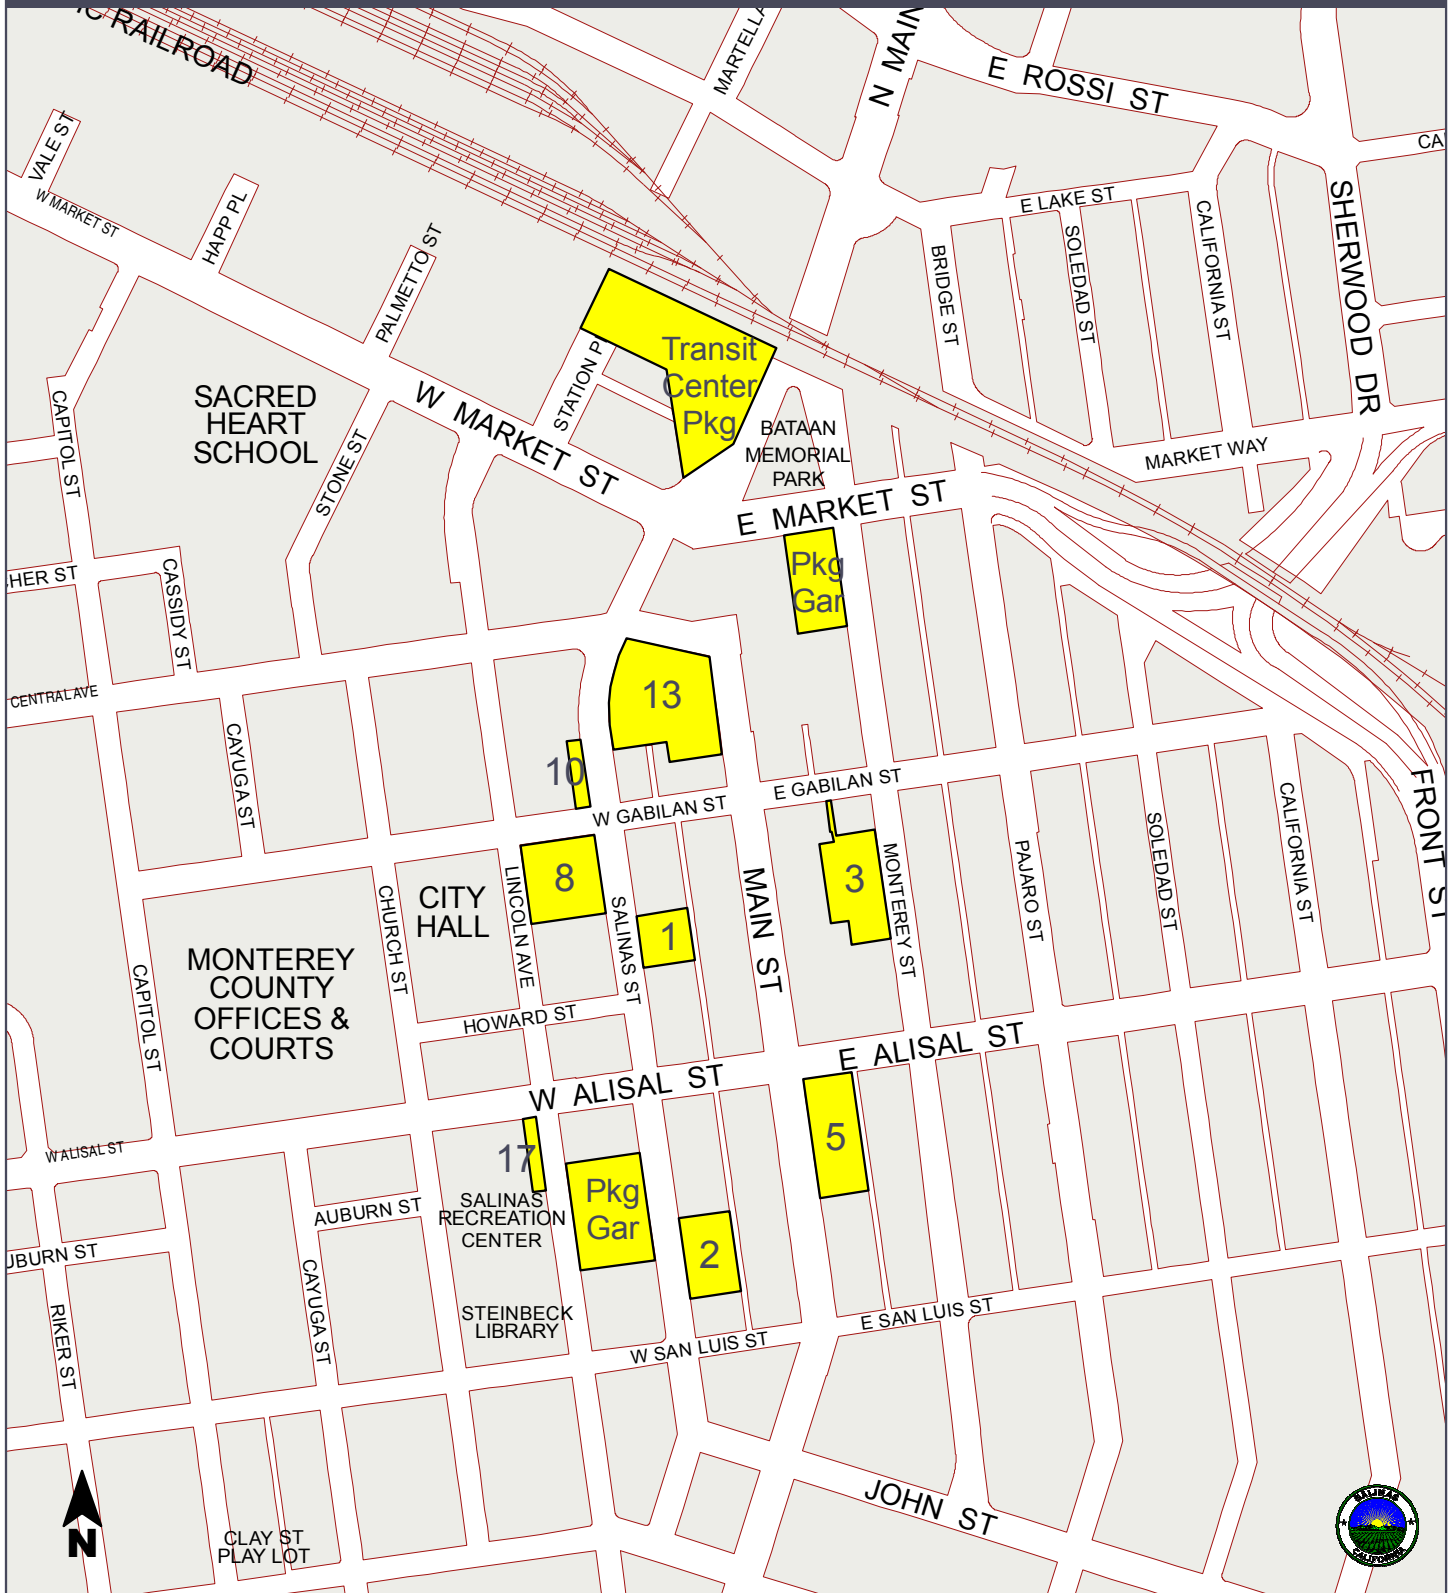 IC RAILROAD
MARTELLA
N MAIN
E ROSSI ST
CA
VALE ST
W MARKET ST
HAPP PL
PALMETTO ST
E LAKE ST
SHERWOOD DR
BRIDGE ST
SOLEDAD ST
CALIFORNIA ST
Transit
Center
Pkg
STATION P
SACRED
HEART
SCHOOL
CAPITOL ST
STONE ST
W MARKET ST
BATAAN
MEMORIAL
PARK
MARKET WAY
E MARKET ST
Pkg
Gar
HER ST
CASSIDY ST
CENTRAL AVE
13
10
CAYUGA ST
W GABILAN ST
E GABILAN ST
FRONT ST
8
3
1
CITY
HALL
LINCOLN AVE
SALINAS ST
MAIN ST
MONTEREY ST
PAJARO ST
SOLEDAD ST
CALIFORNIA ST
CHURCH ST
MONTEREY
COUNTY
OFFICES &
COURTS
CAPITOL ST
HOWARD ST
E ALISAL ST
W ALISAL ST
W ALISAL ST
17
5
SALINAS
RECREATION
CENTER
Pkg
Gar
2
AUBURN ST
UBURN ST
RIKER ST
CAYUGA ST
STEINBECK
LIBRARY
E SAN LUIS ST
W SAN LUIS ST
JOHN ST
N
CLAY ST
PLAY LOT
SALINAS
CALIFORNIA